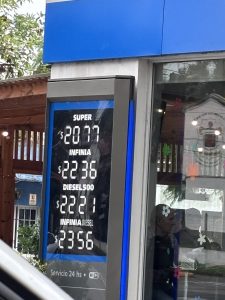 SUPER
$2077
INFINIA
$2236
DIESEL500
$2221
INFINIA DIESEL
$2356
Servicio 24 hs